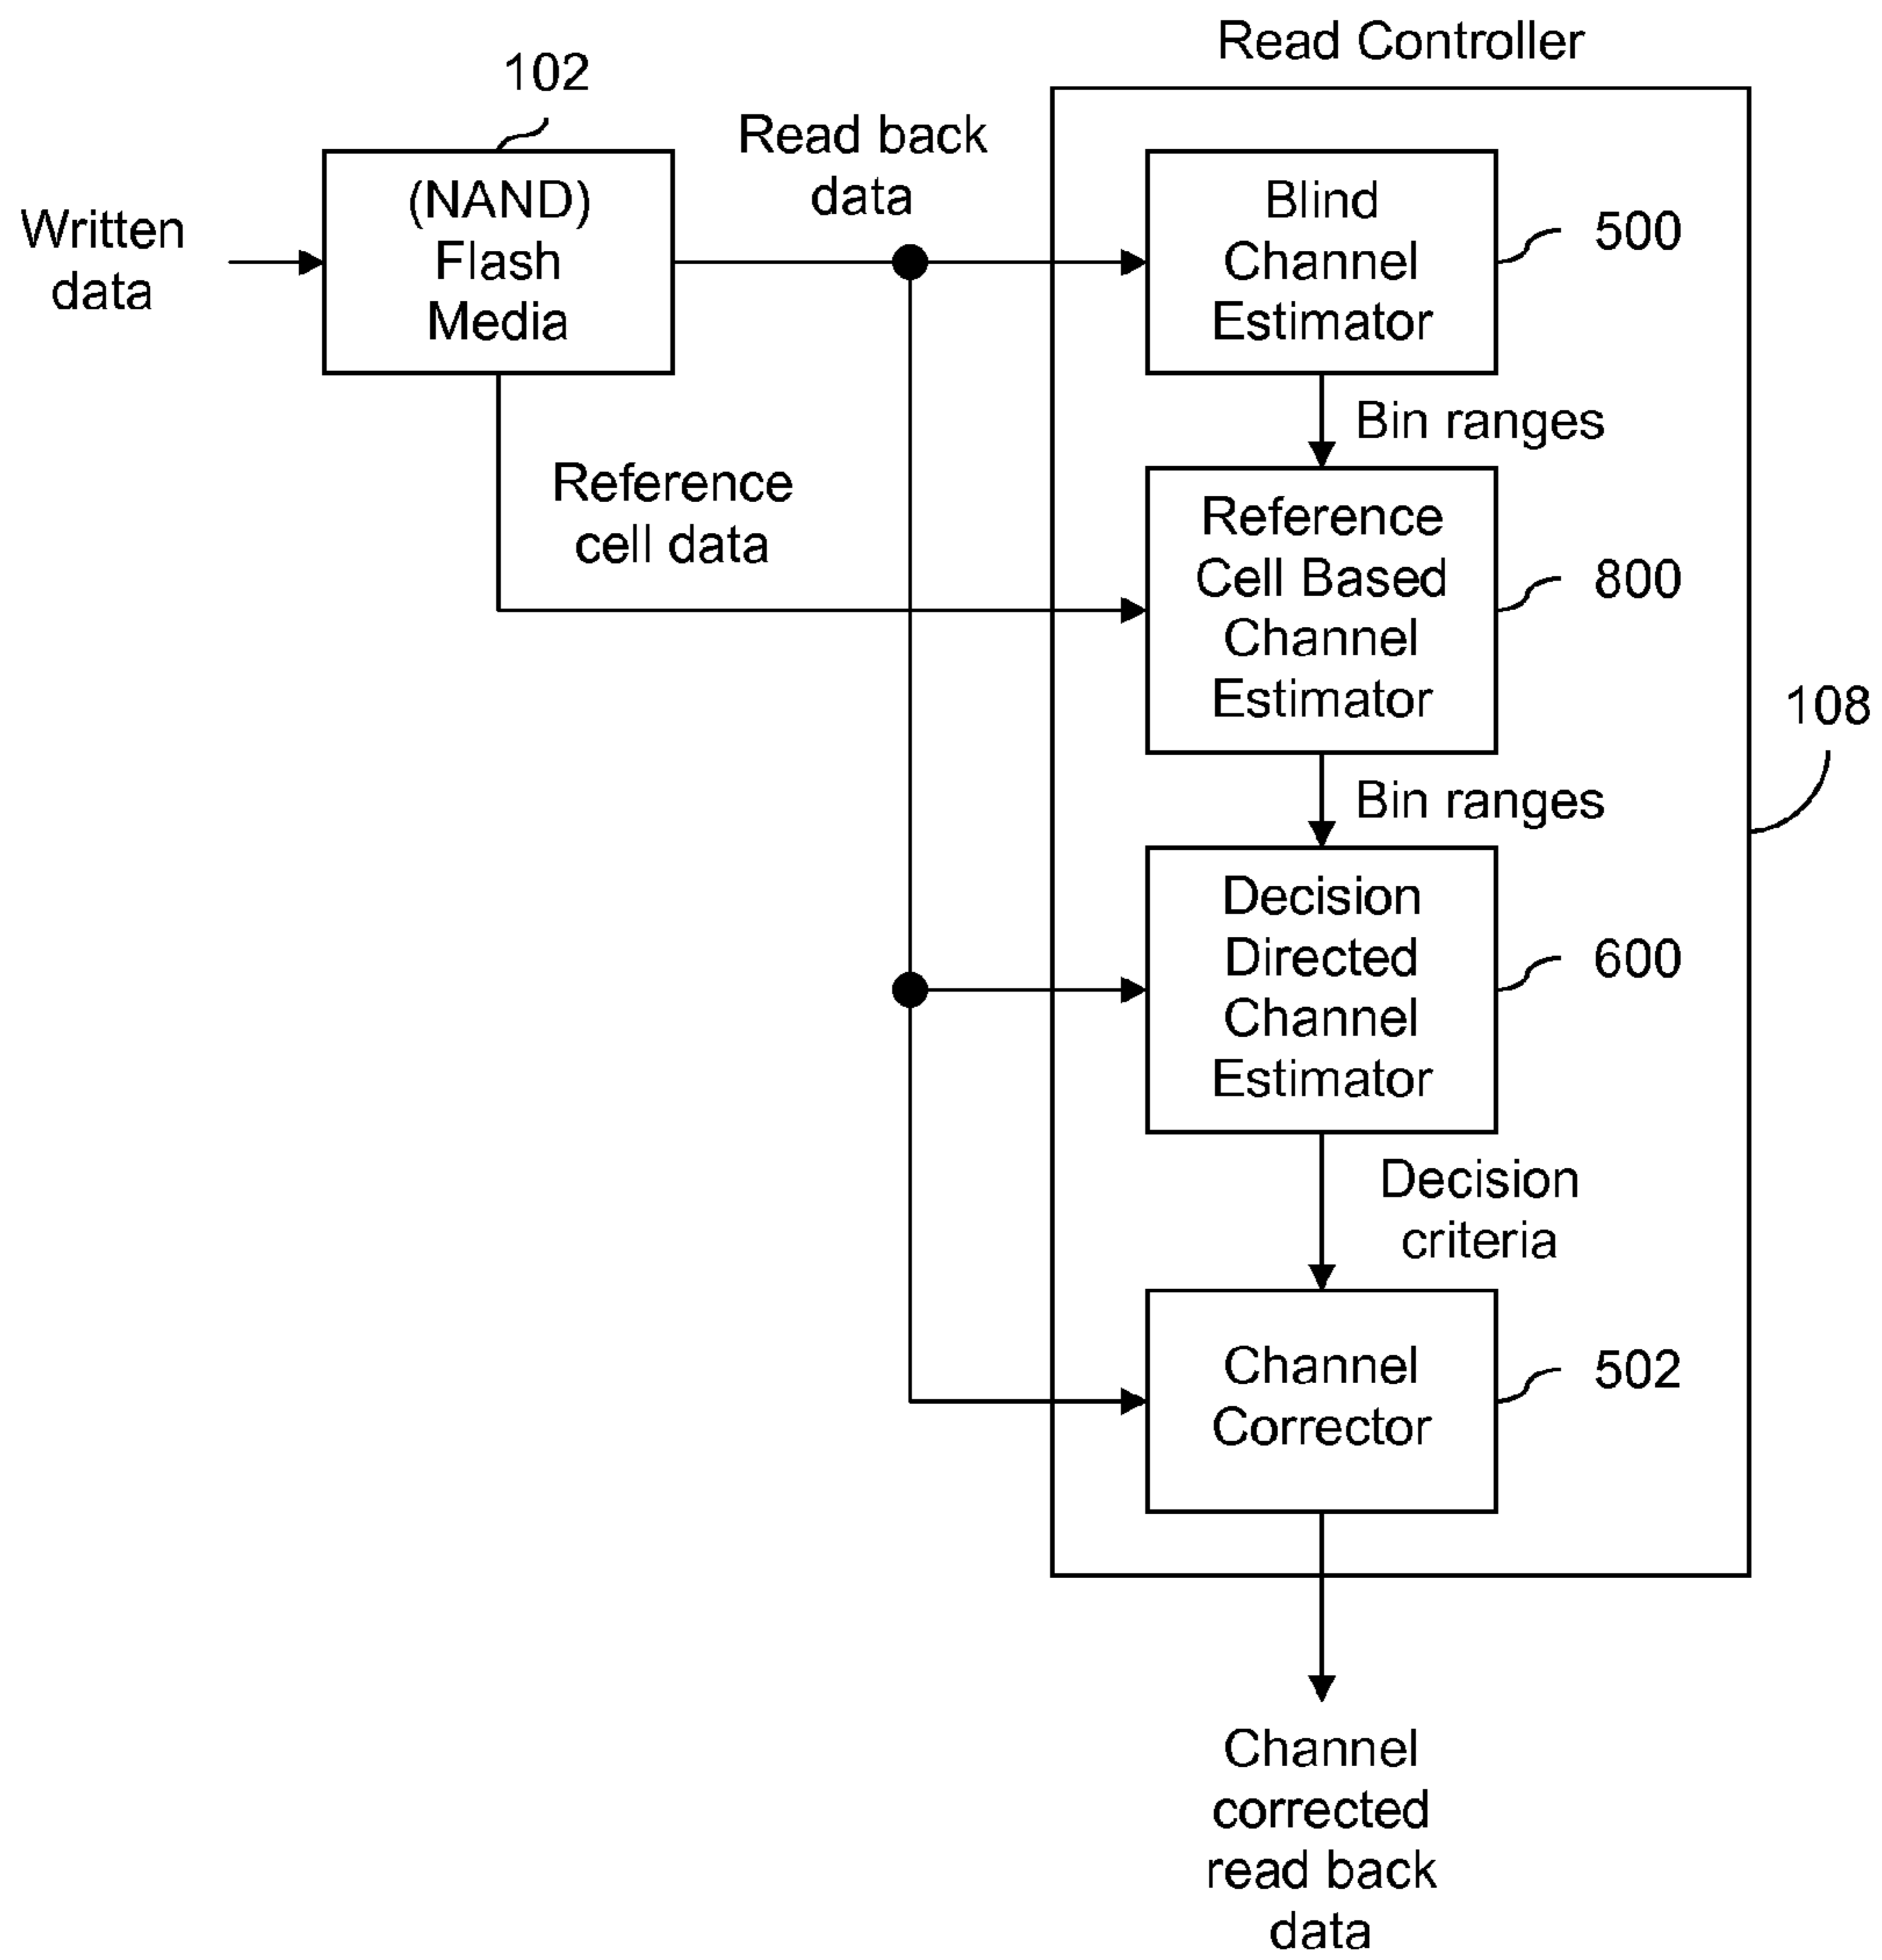 Read Controller
102
Read back
data
Written
data
(NAND)
Flash
Media
Blind
Channel
Estimator
500
Bin ranges
Reference
cell data
Reference
Cell Based
Channel
Estimator
800
108
Bin ranges
Decision
Directed
Channel
Estimator
600
Decision
criteria
Channel
Corrector
502
Channel
corrected
read back
data